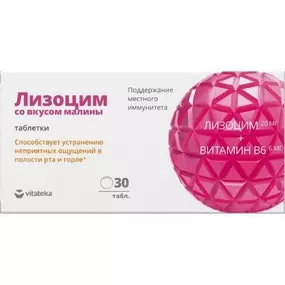 Поддержание
местного
иммунитета
Лизоцим
со вкусом малины
таблетки
Способствует устранению
неприятных ощущений в
полости рта и горле*
ЛИЗОЦИМ 20 МГ
+
ВИТАМИН B6 6 МГ
30
табл.
vitateka